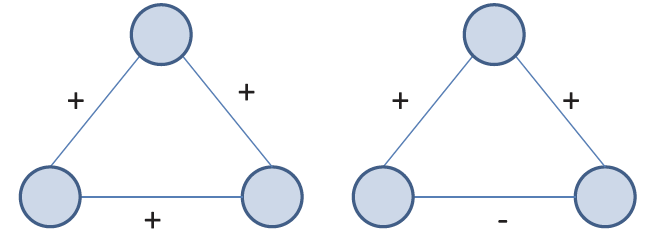 + +
+
+ +
-